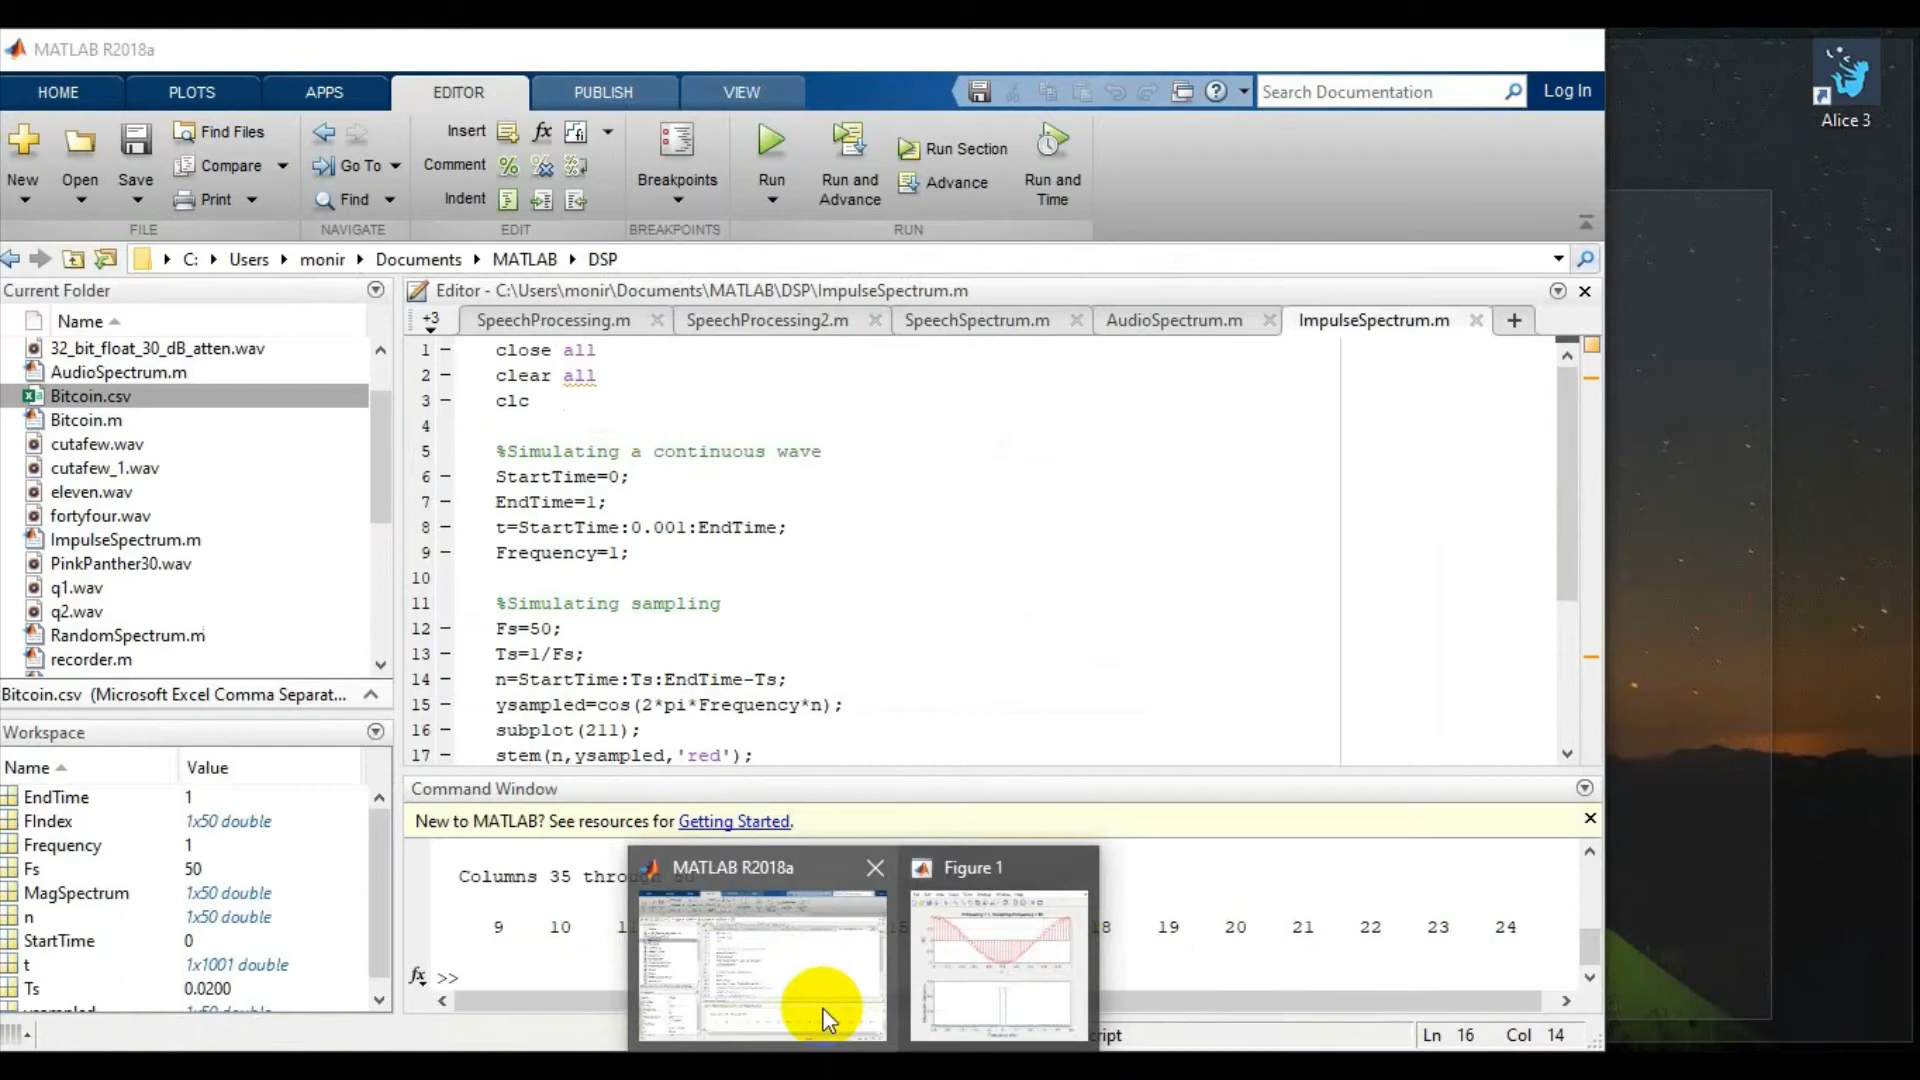 MATLAB R2018a
Alice 3
HOME PLOTS APPS EDITOR PUBLISH VIEW Search Documentation Log In
New Open Save Find Files Compare Print
Go To Find
Insert fx
Comment
Indent
Breakpoints
Run Run and Advance Run Section Advance Run and Time
FILE NAVIGATE EDIT BREAKPOINTS RUN
C: Users monir Documents MATLAB DSP
Current Folder
Name
32_bit_float_30_dB_atten.wav
AudioSpectrum.m
Bitcoin.csv
Bitcoin.m
cutafew.wav
cutafew_1.wav
eleven.wav
fortyfour.wav
ImpulseSpectrum.m
PinkPanther30.wav
q1.wav
q2.wav
RandomSpectrum.m
recorder.m
Bitcoin.csv (Microsoft Excel Comma Separat...
Workspace
Name Value
EndTime 1
FIndex 1x50 double
Frequency 1
Fs 50
MagSpectrum 1x50 double
n 1x50 double
StartTime 0
t 1x1001 double
Ts 0.0200
Editor - C:\Users\monir\Documents\MATLAB\DSP\ImpulseSpectrum.m
+3 SpeechProcessing.m SpeechProcessing2.m SpeechSpectrum.m AudioSpectrum.m ImpulseSpectrum.m +
1 – close all
2 – clear all
3 – clc
4
5 %Simulating a continuous wave
6 – StartTime=0;
7 – EndTime=1;
8 – t=StartTime:0.001:EndTime;
9 – Frequency=1;
10
11 %Simulating sampling
12 – Fs=50;
13 – Ts=1/Fs;
14 – n=StartTime:Ts:EndTime-Ts;
15 – ysampled=cos(2*pi*Frequency*n);
16 – subplot(211);
17 – stem(n,ysampled,'red');
Command Window
New to MATLAB? See resources for Getting Started.
Columns 35 through
9 10 18 19 20 21 22 23 24
fx >>
MATLAB R2018a
Figure 1
Ln 16 Col 14